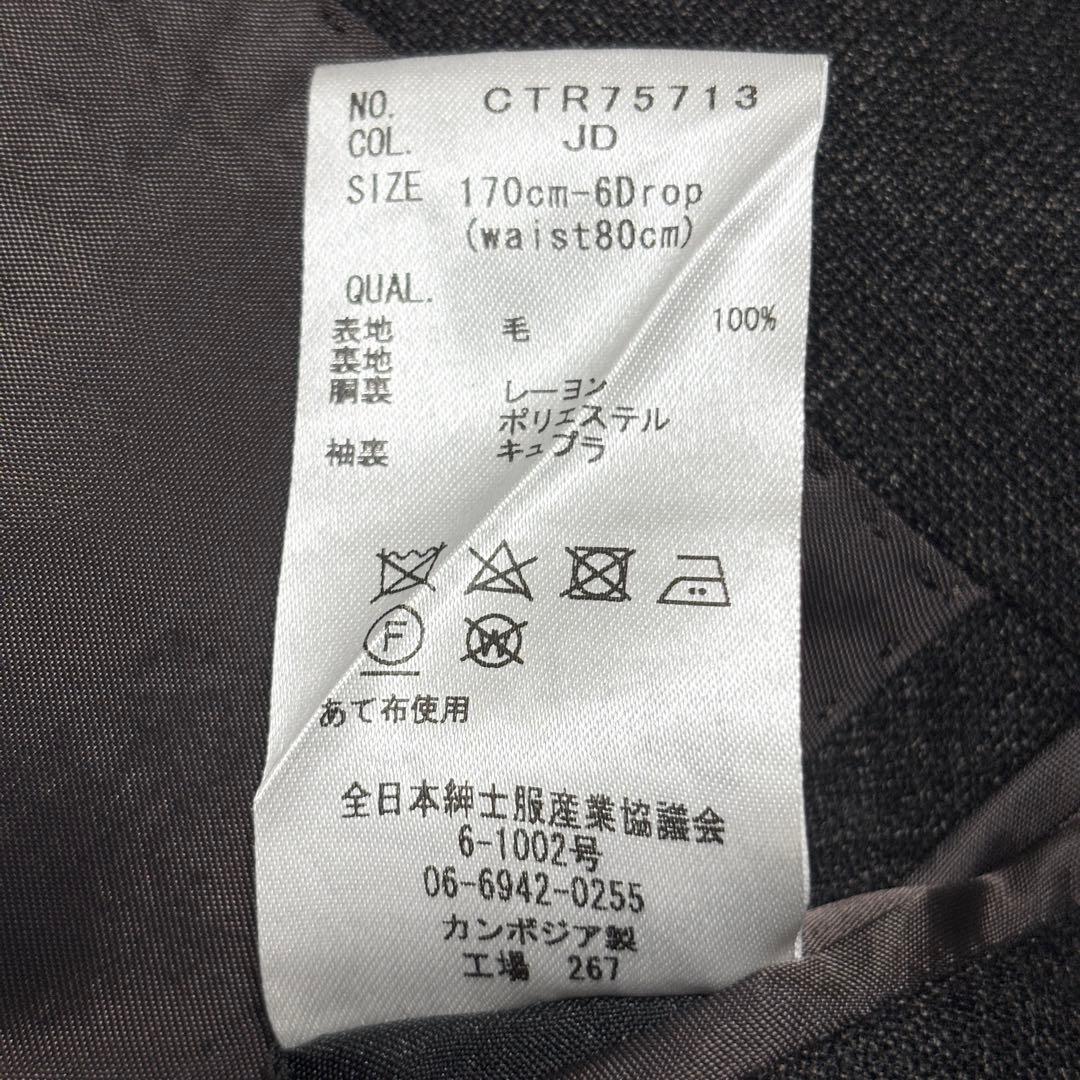 NO. CTR75713
COL. JD
SIZE 170cm-6Drop
(waist80cm)
QUAL.
表地 毛 100%
裏地
胴裏 レーヨン
ポリエステル
袖裏 キュプラ
F
W
あて布使用
全日本紳士服産業協議会
6-1002号
06-6942-0255
カンボジア製
工場 267